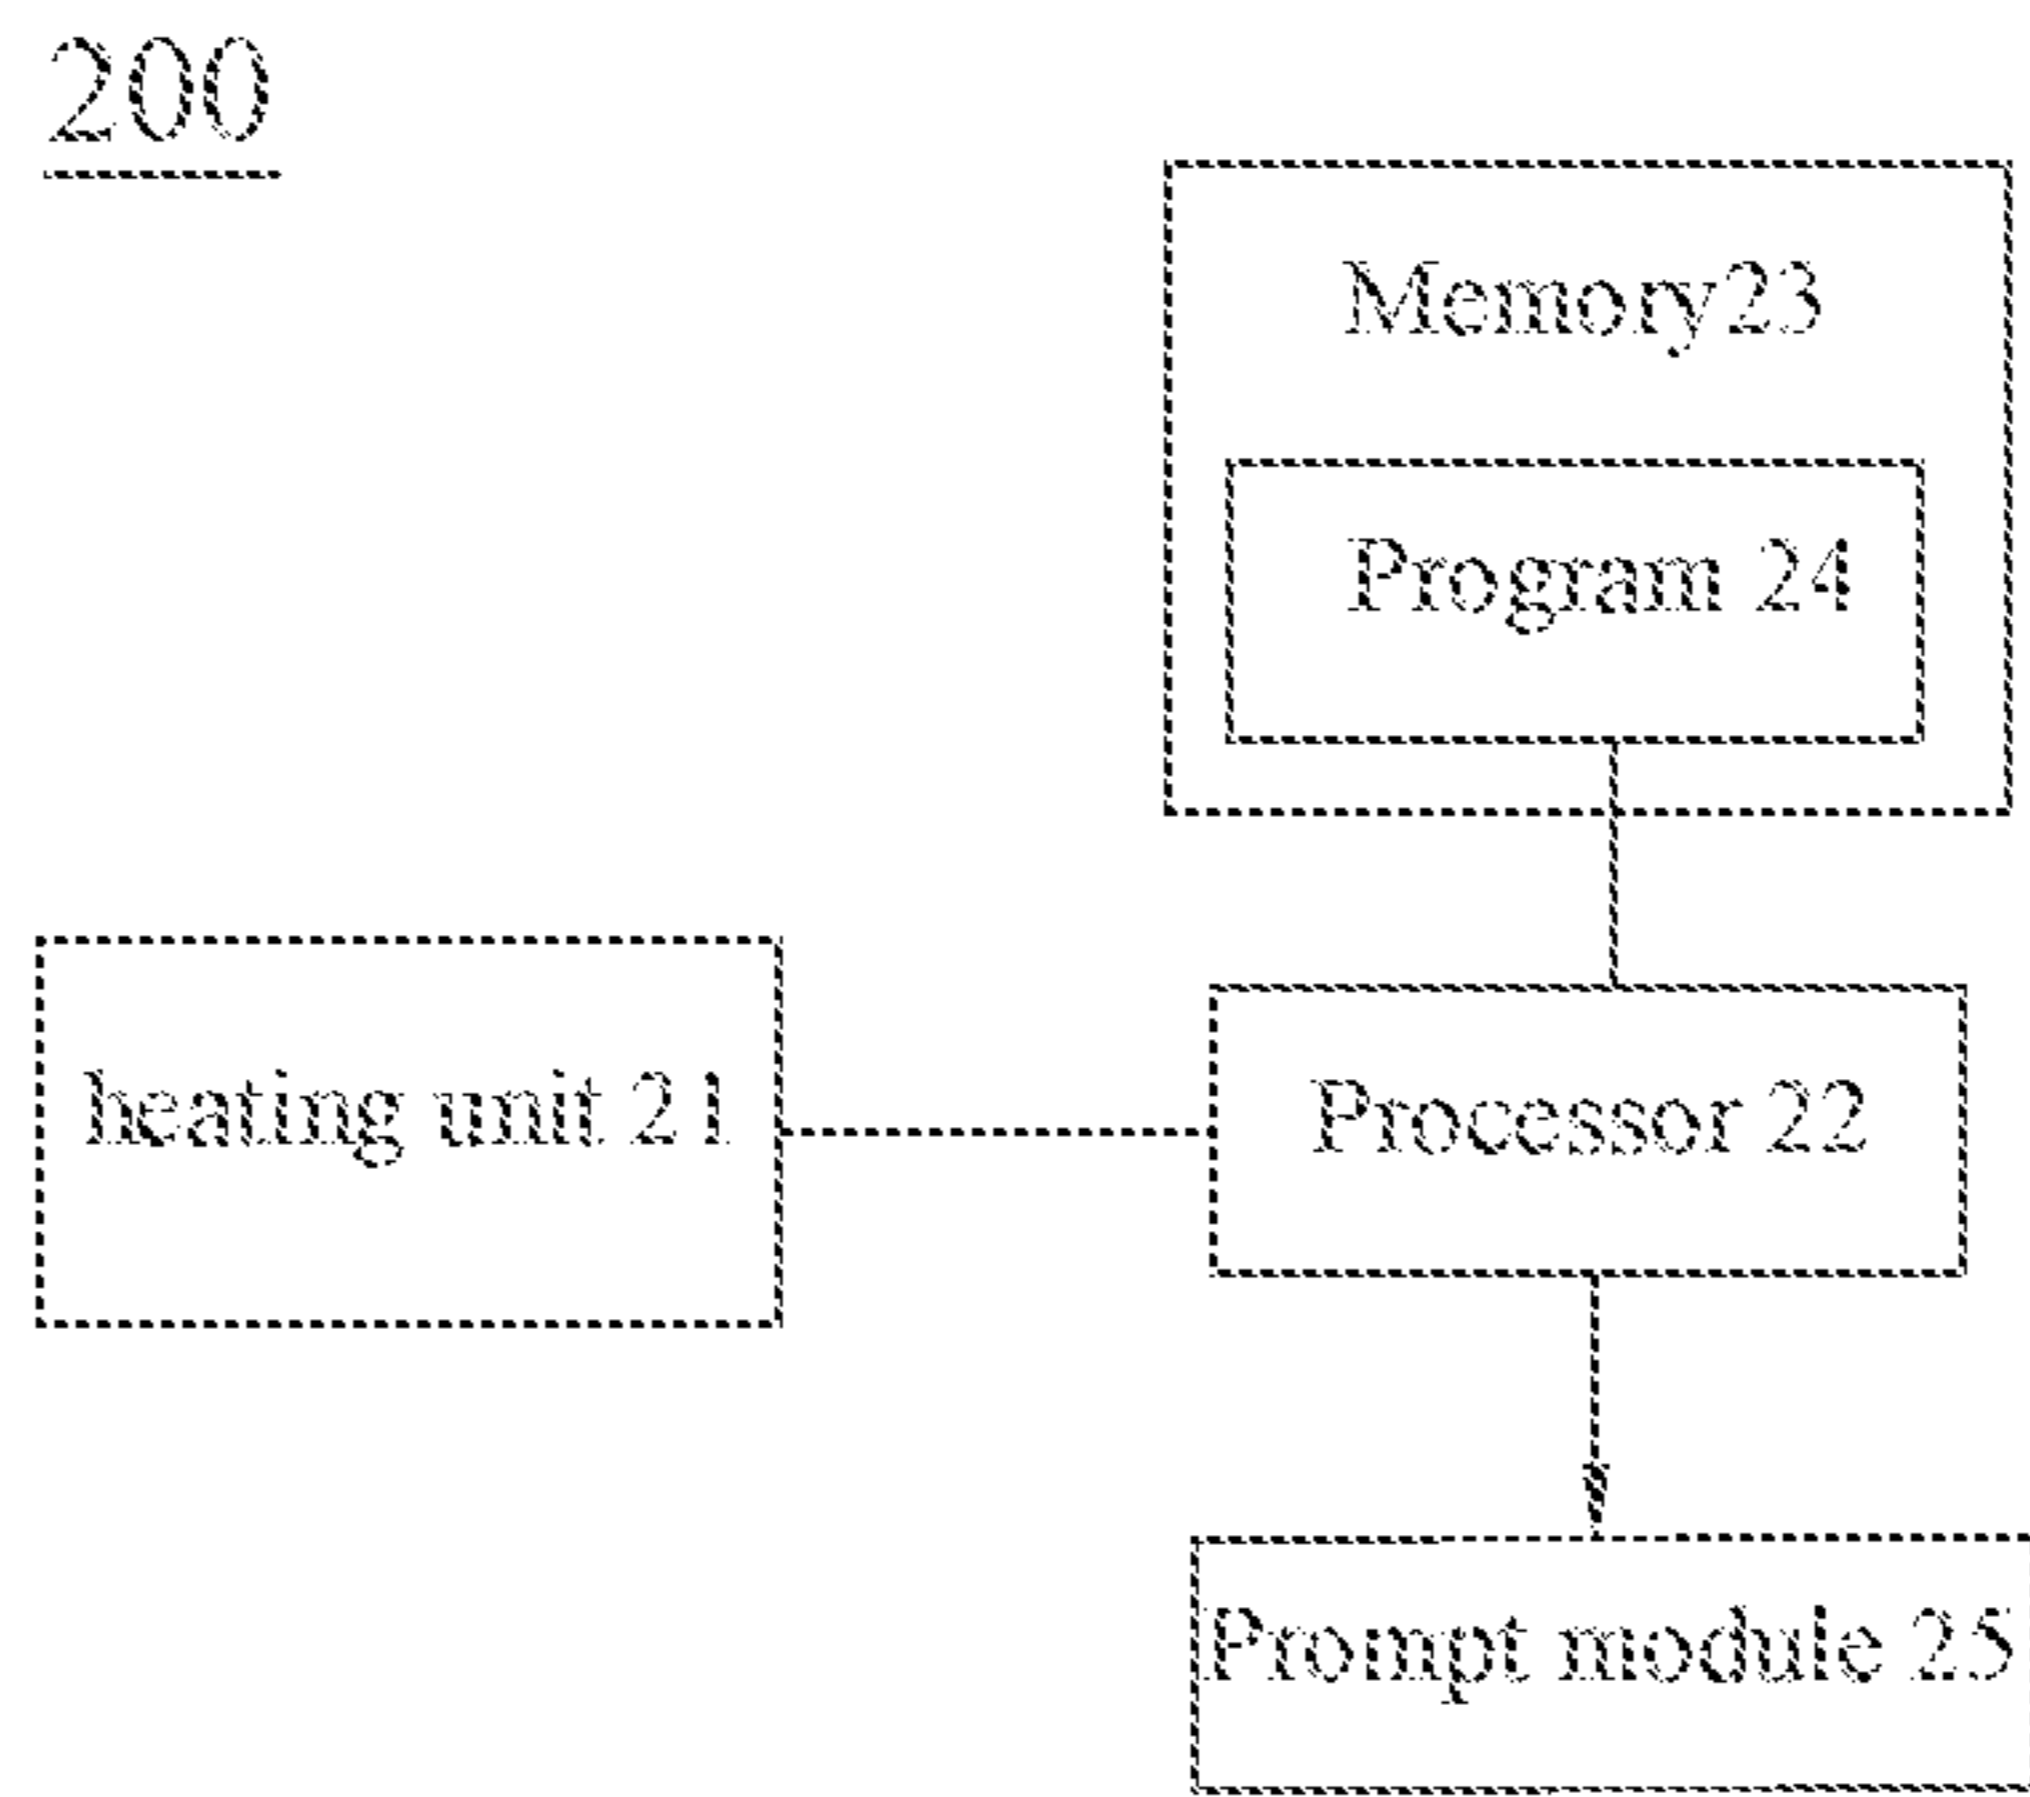 200
Memory23
Program 24
heating unit 21
Processor 22
Prompt module 25